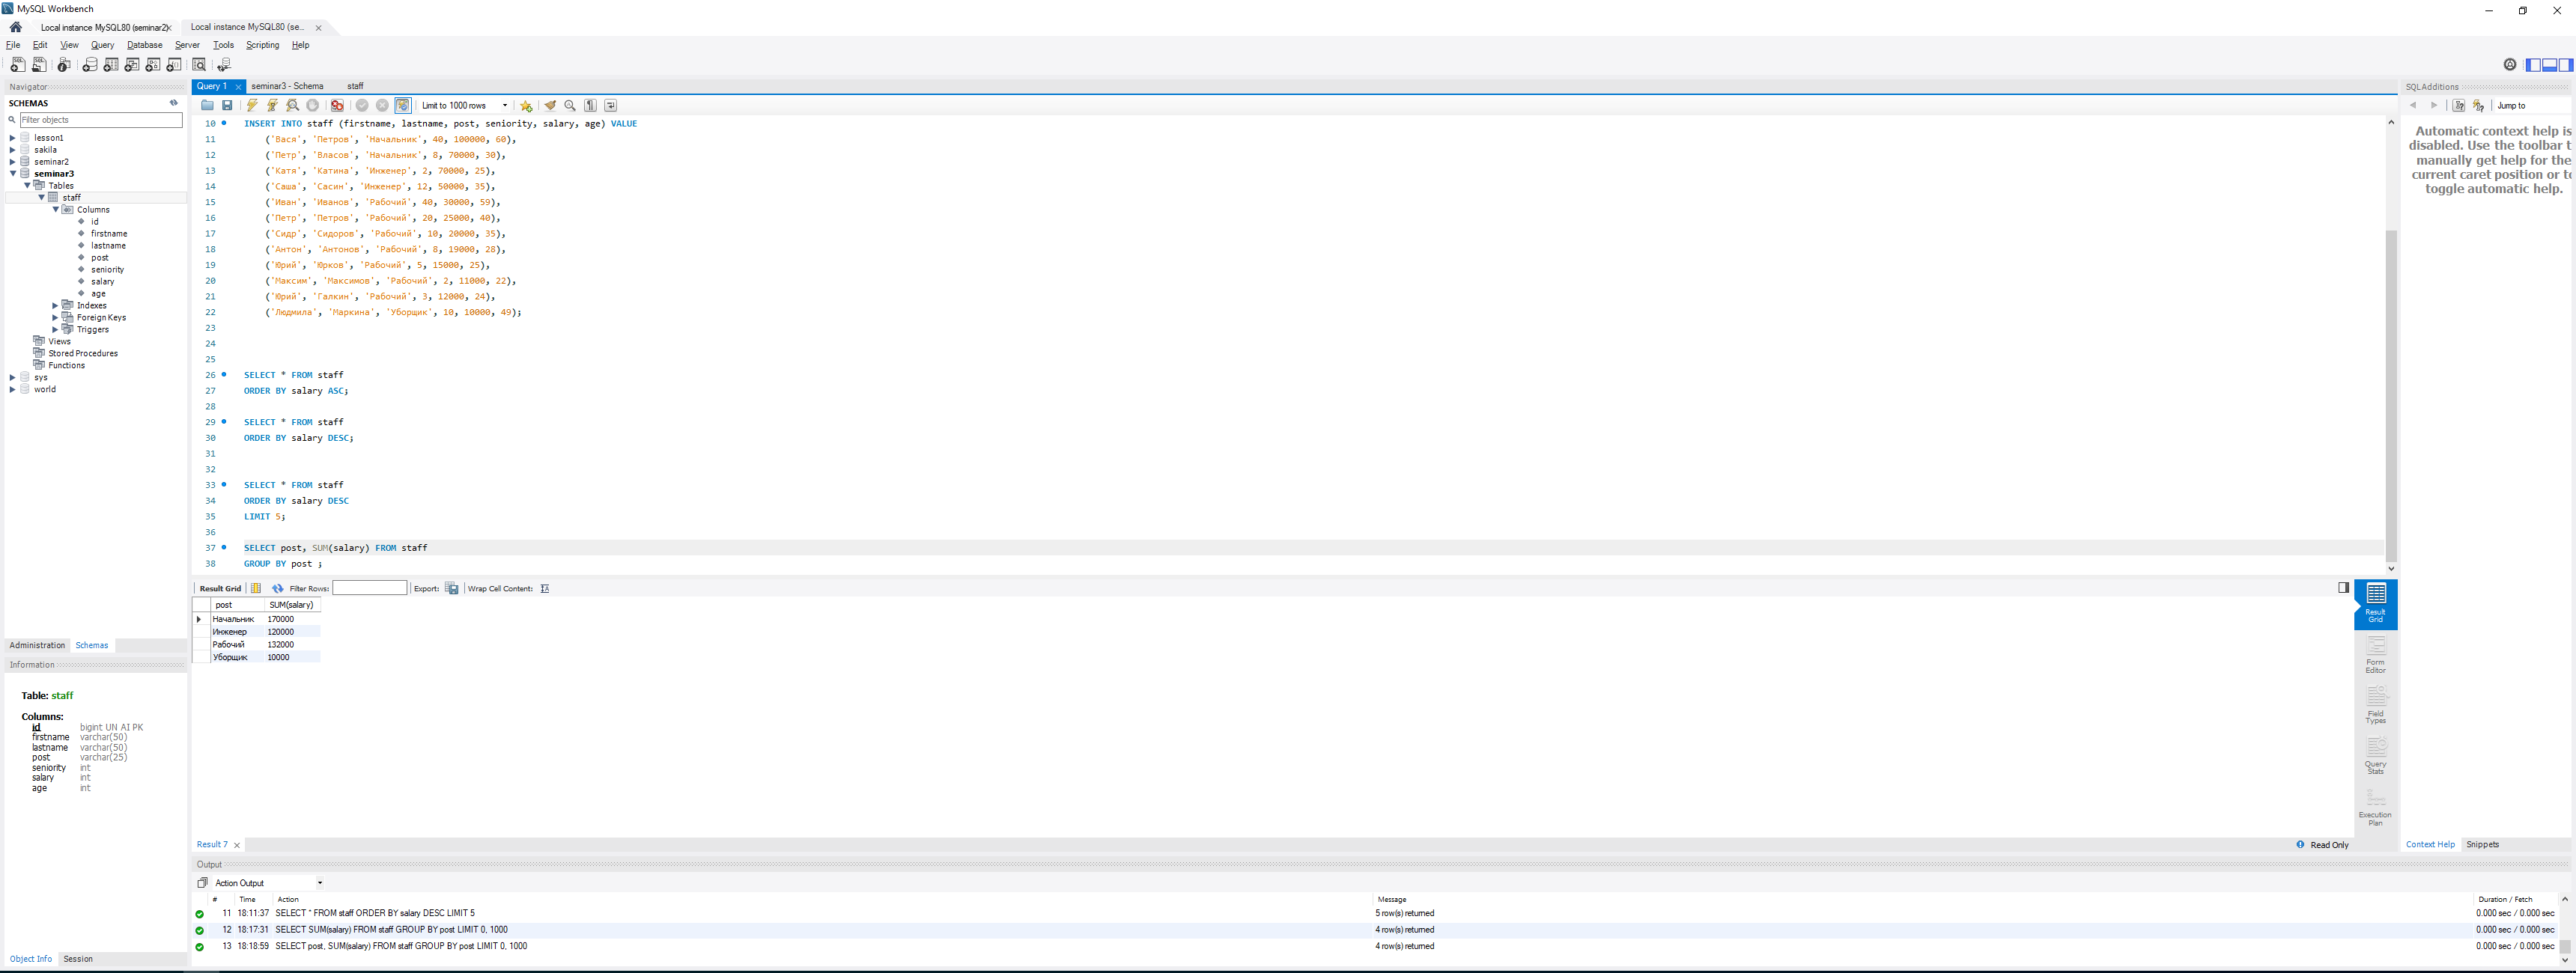 MySQL Workbench
Local instance MySQL80 (seminar2)
Local instance MySQL80 (se...
File Edit View Query Database Server Tools Scripting Help
Navigator
SCHEMAS
Filter objects
lesson1
sakila
seminar2
seminar3
Tables
staff
Columns
id
firstname
lastname
post
seniority
salary
age
Indexes
Foreign Keys
Triggers
Views
Stored Procedures
Functions
sys
world
Administration Schemas
Information
Table: staff
Columns:
id bigint UN AI PK
firstname varchar(50)
lastname varchar(50)
post varchar(25)
seniority int
salary int
age int
Object Info Session
Query 1 seminar3 - Schema staff
Limit to 1000 rows
10 INSERT INTO staff (firstname, lastname, post, seniority, salary, age) VALUE
11 ('Вася', 'Петров', 'Начальник', 40, 100000, 60),
12 ('Петр', 'Власов', 'Начальник', 8, 70000, 30),
13 ('Катя', 'Катина', 'Инженер', 2, 70000, 25),
14 ('Саша', 'Сасин', 'Инженер', 12, 50000, 35),
15 ('Иван', 'Иванов', 'Рабочий', 40, 30000, 59),
16 ('Петр', 'Петров', 'Рабочий', 20, 25000, 40),
17 ('Сидр', 'Сидоров', 'Рабочий', 10, 20000, 35),
18 ('Антон', 'Антонов', 'Рабочий', 8, 19000, 28),
19 ('Юрий', 'Юрков', 'Рабочий', 5, 15000, 25),
20 ('Максим', 'Максимов', 'Рабочий', 2, 11000, 22),
21 ('Юрий', 'Галкин', 'Рабочий', 3, 12000, 24),
22 ('Людмила', 'Маркина', 'Уборщик', 10, 10000, 49);
23
24
25
26 SELECT * FROM staff
27 ORDER BY salary ASC;
28
29 SELECT * FROM staff
30 ORDER BY salary DESC;
31
32
33 SELECT * FROM staff
34 ORDER BY salary DESC
35 LIMIT 5;
36
37 SELECT post, SUM(salary) FROM staff
38 GROUP BY post ;
Result Grid Filter Rows: Export: Wrap Cell Content:
post SUM(salary)
Начальник 170000
Инженер 120000
Рабочий 132000
Уборщик 10000
Result Grid
Form Editor
Field Types
Query Stats
Execution Plan
Result 7
Read Only
Output
Action Output
# Time Action Message Duration / Fetch
11 18:11:37 SELECT * FROM staff ORDER BY salary DESC LIMIT 5 5 row(s) returned 0.000 sec / 0.000 sec
12 18:17:31 SELECT SUM(salary) FROM staff GROUP BY post LIMIT 0, 1000 4 row(s) returned 0.000 sec / 0.000 sec
13 18:18:59 SELECT post, SUM(salary) FROM staff GROUP BY post LIMIT 0, 1000 4 row(s) returned 0.000 sec / 0.000 sec
SQLAdditions
Jump to
Automatic context help is
disabled. Use the toolbar t
manually get help for the
current caret position or to
toggle automatic help.
Context Help Snippets